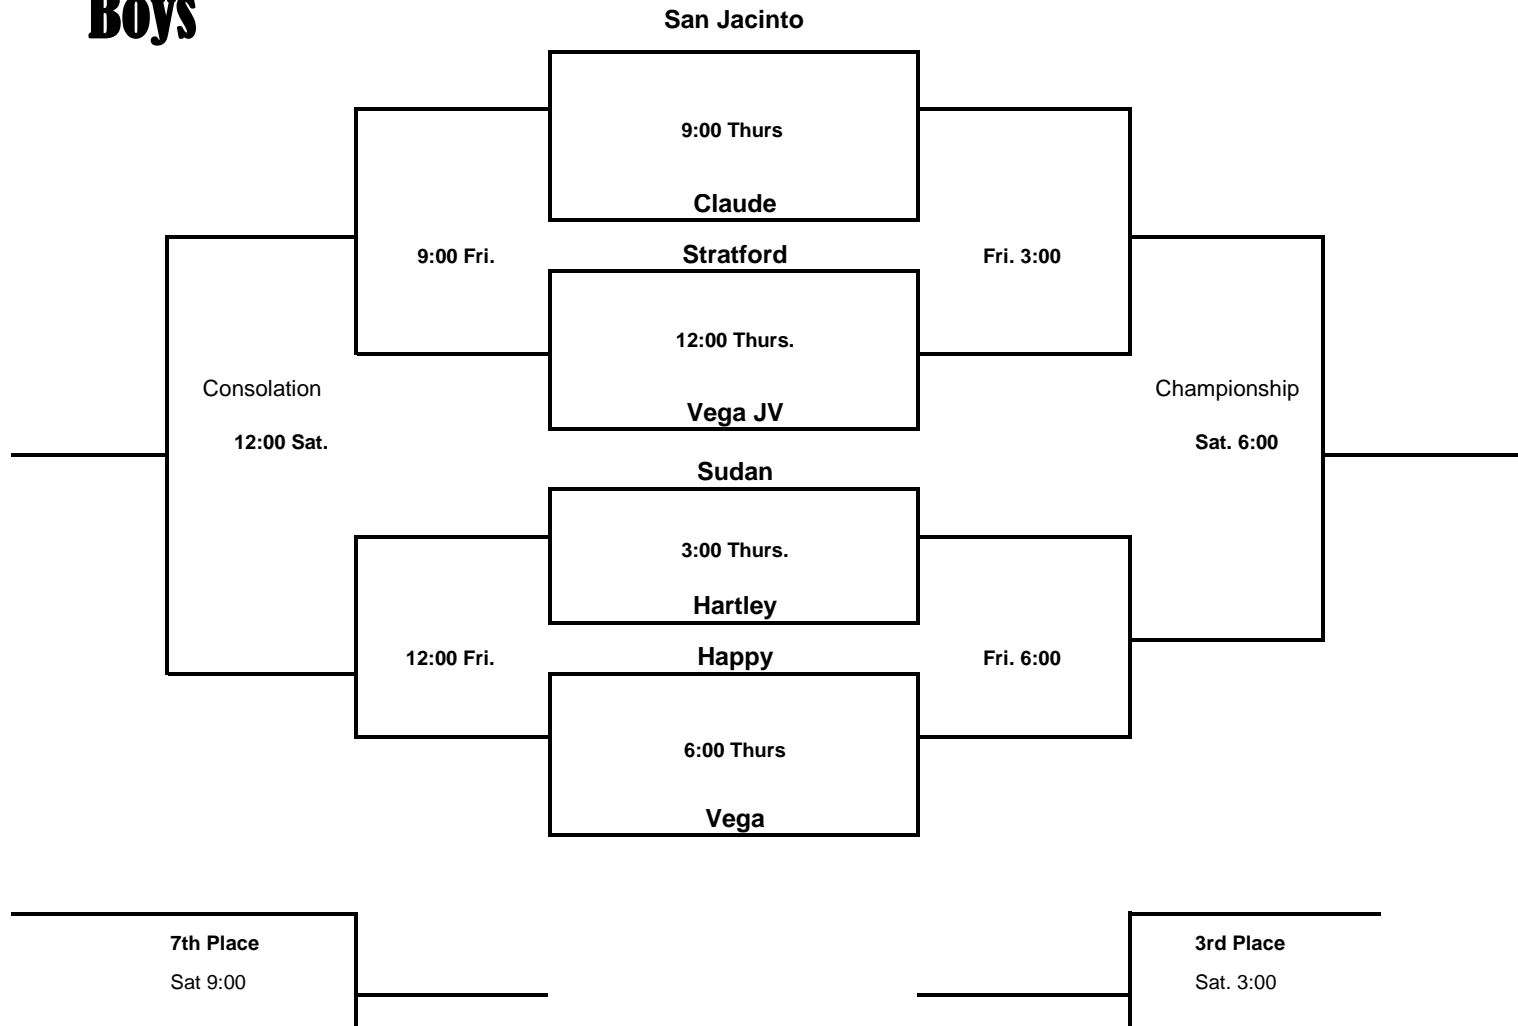 Boys
San Jacinto
9:00 Thurs
Claude
9:00 Fri.
Stratford
Fri. 3:00
12:00 Thurs.
Consolation
Championship
Vega JV
12:00 Sat.
Sat. 6:00
Sudan
3:00 Thurs.
Hartley
12:00 Fri.
Happy
Fri. 6:00
6:00 Thurs
Vega
7th Place
3rd Place
Sat 9:00
Sat. 3:00